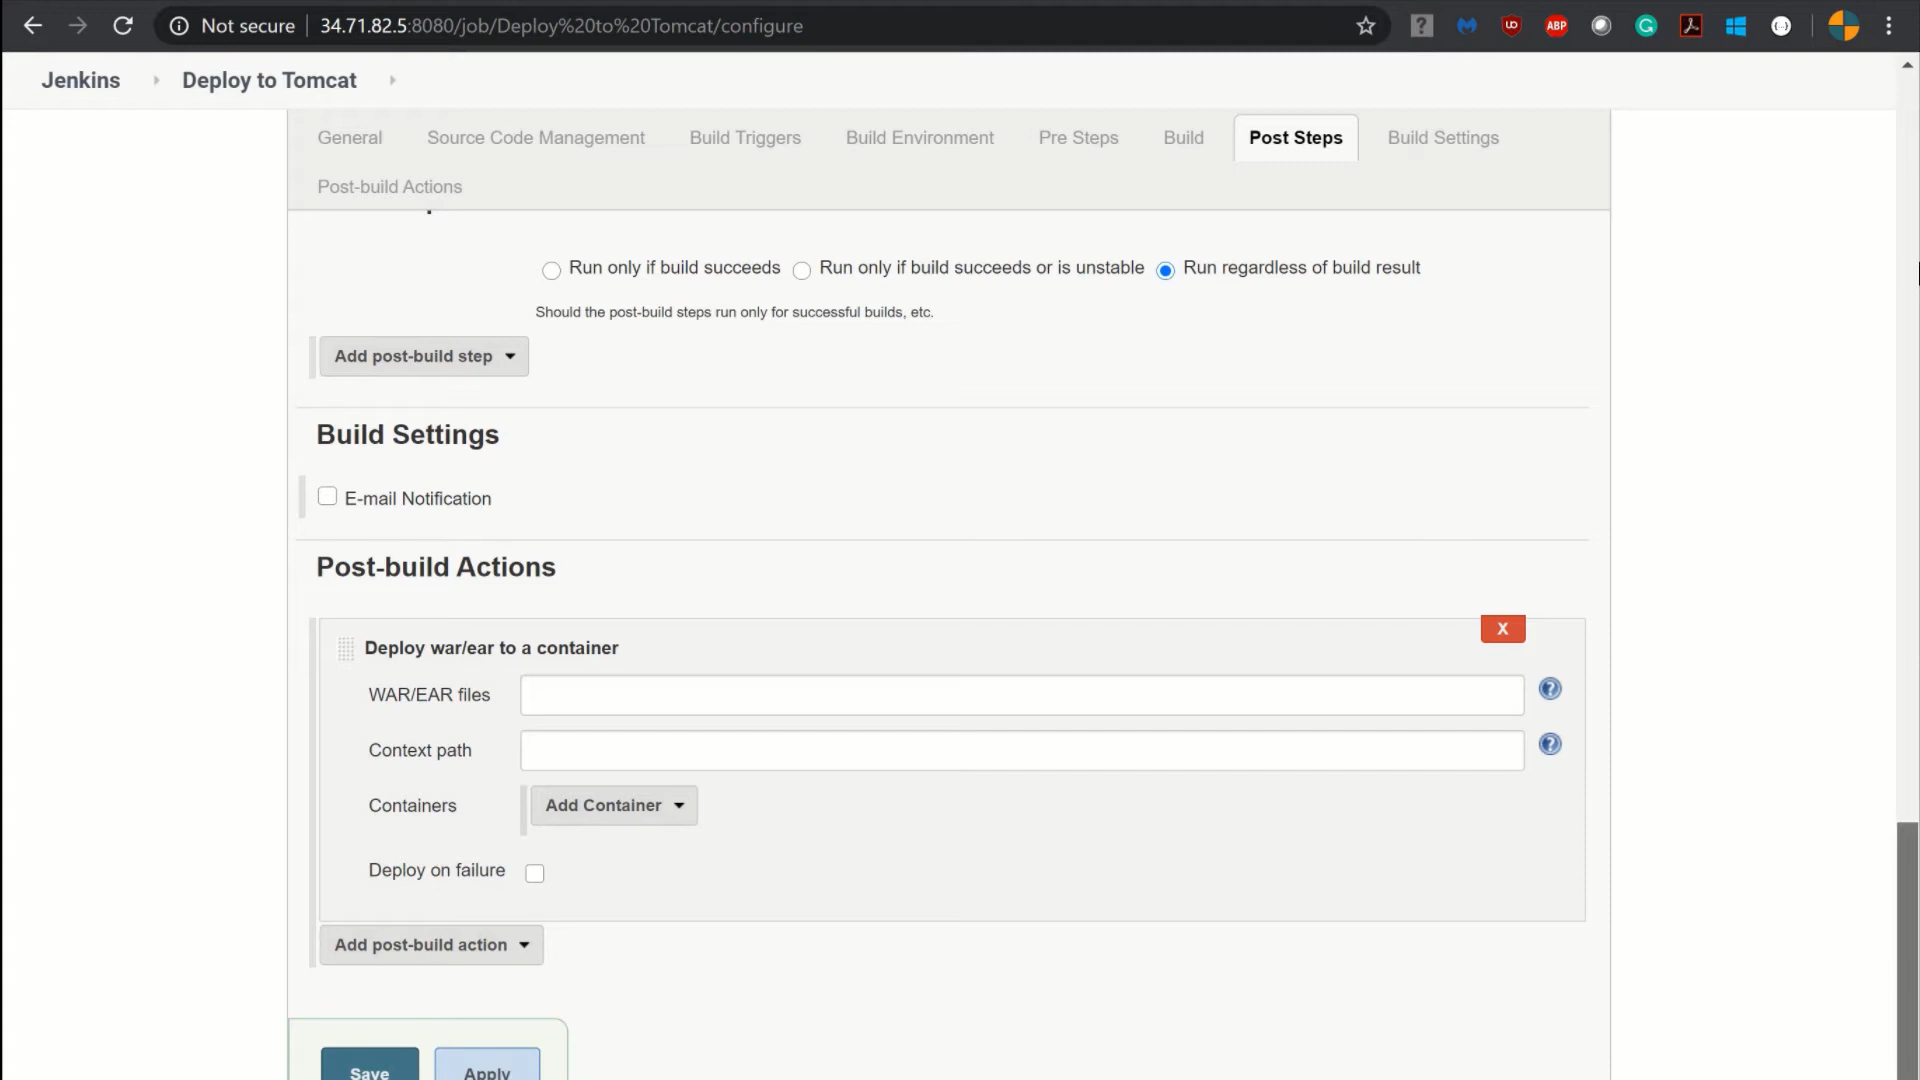 Not secure 34.71.82.5:8080/job/Deploy%20to%20Tomcat/configure
? UD ABP G
Jenkins Deploy to Tomcat
General Source Code Management Build Triggers Build Environment Pre Steps Build Post Steps Build Settings
Post-build Actions
Run only if build succeeds Run only if build succeeds or is unstable Run regardless of build result
Should the post-build steps run only for successful builds, etc.
Add post-build step
Build Settings
E-mail Notification
Post-build Actions
X
Deploy war/ear to a container
WAR/EAR files ?
Context path ?
Containers Add Container
Deploy on failure
Add post-build action
Save Apply